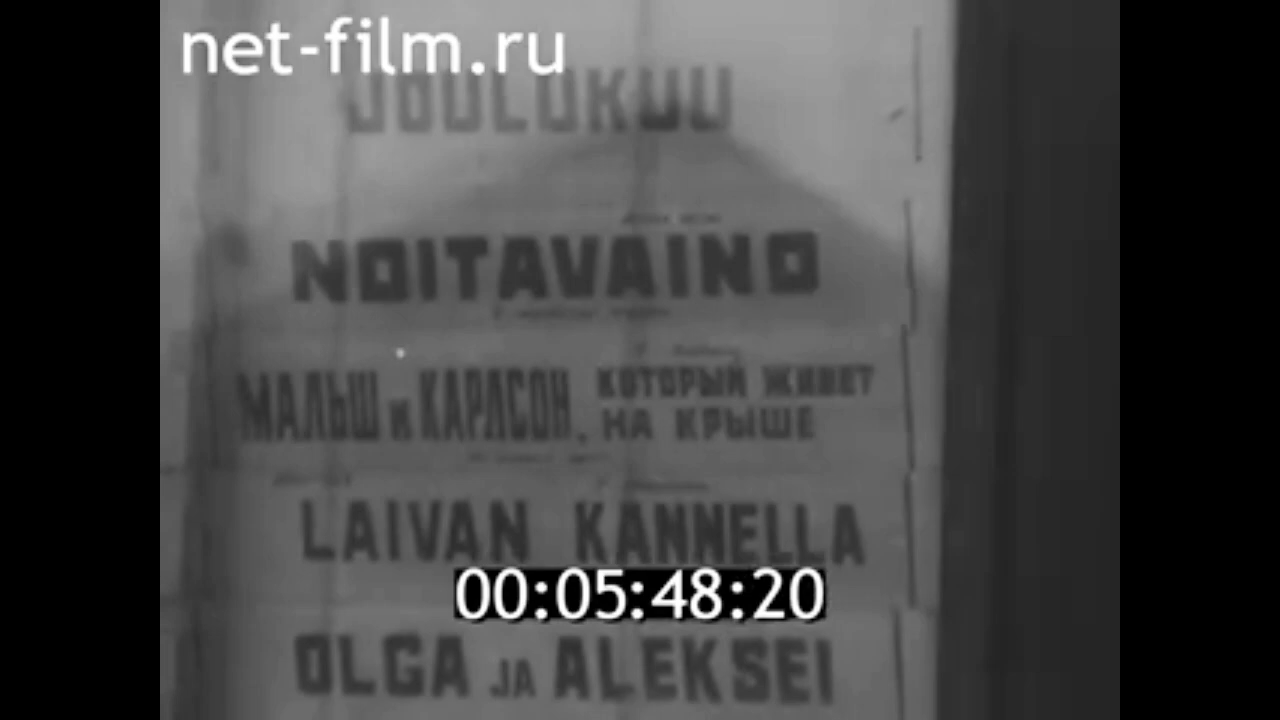 net-film.ru
JOULUKUU
NOITAVAINO
МАЛЫШ И КАРЛСОН, КОТОРЫЙ ЖИВЕТ
НА КРЫШЕ
LAIVAN KANNELLA
00:05:48:20
OLGA JA ALEKSEI